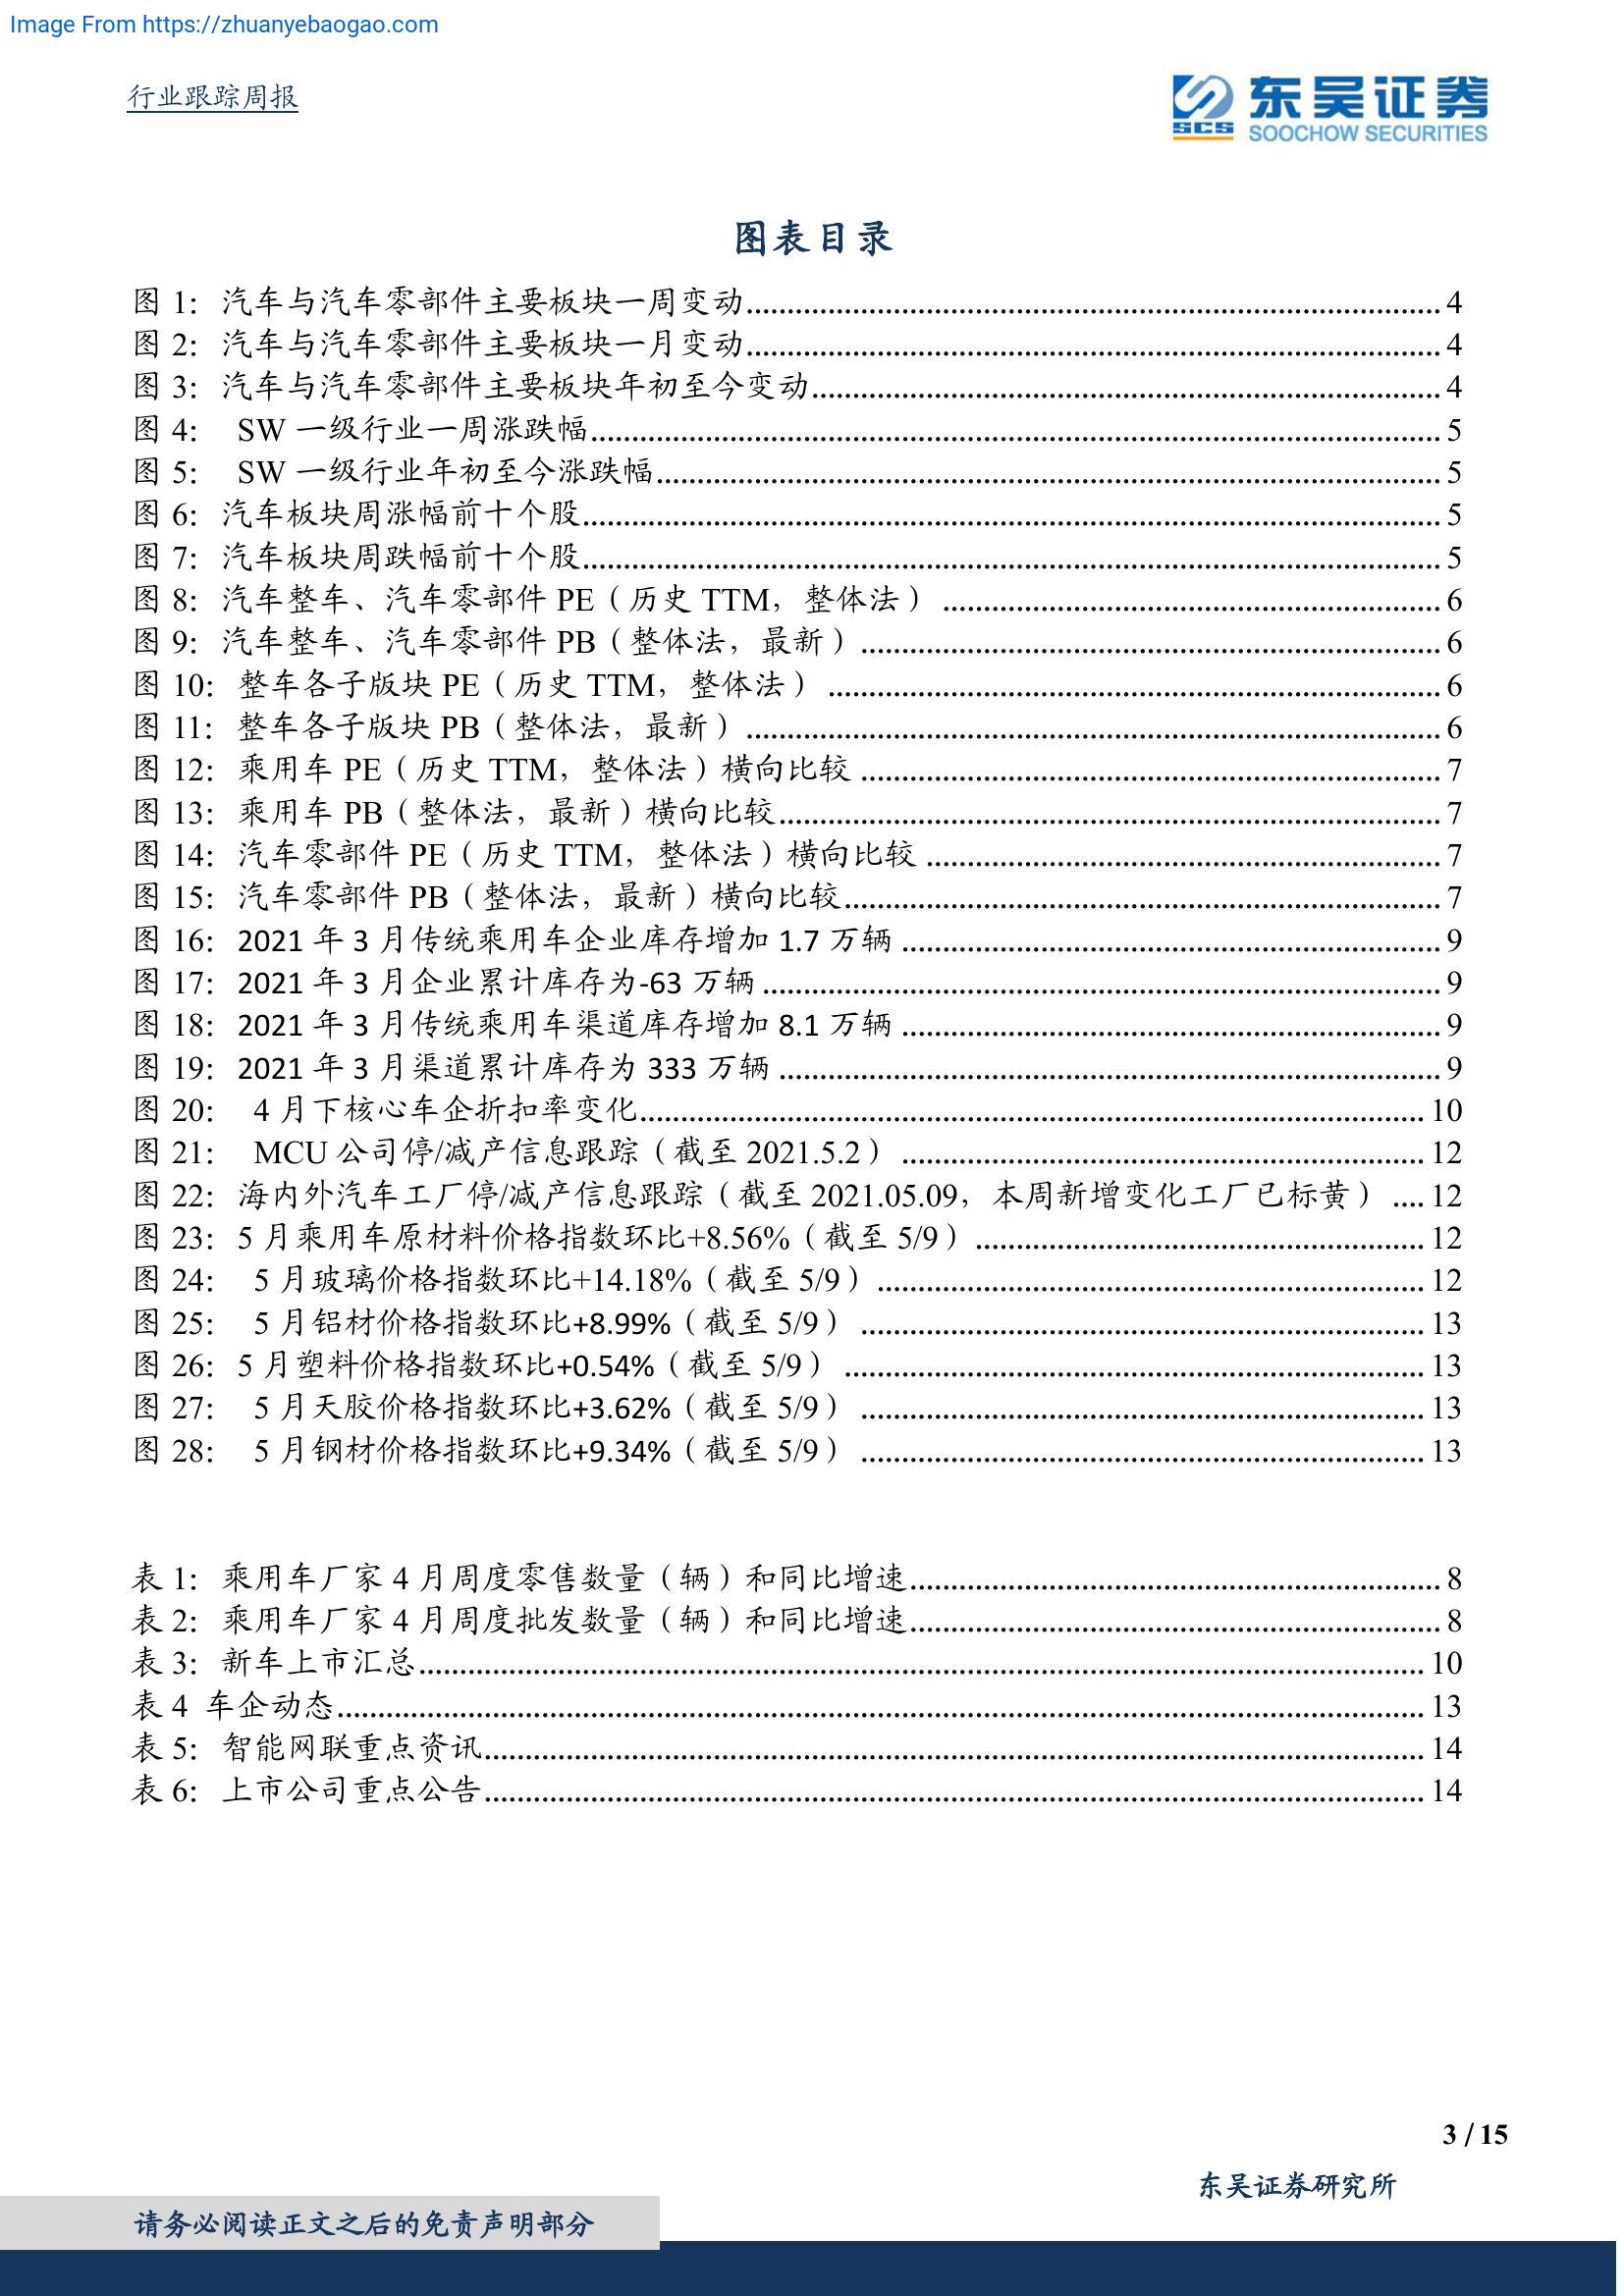 Image From https://zhuanyebaogao.com
行业跟踪周报
东吴证券
SCS
SOOCHOW SECURITIES
图表目录
图 1: 汽车与汽车零部件主要板块一周变动 4
图 2: 汽车与汽车零部件主要板块一月变动 4
图 3: 汽车与汽车零部件主要板块年初至今变动 4
图 4: SW 一级行业一周涨跌幅 5
图 5: SW 一级行业年初至今涨跌幅 5
图 6: 汽车板块周涨幅前十个股 5
图 7: 汽车板块周跌幅前十个股 5
图 8: 汽车整车、汽车零部件 PE（历史 TTM，整体法） 6
图 9: 汽车整车、汽车零部件 PB（整体法，最新） 6
图 10: 整车各子版块 PE（历史 TTM，整体法） 6
图 11: 整车各子版块 PB（整体法，最新） 6
图 12: 乘用车 PE（历史 TTM，整体法）横向比较 7
图 13: 乘用车 PB（整体法，最新）横向比较 7
图 14: 汽车零部件 PE（历史 TTM，整体法）横向比较 7
图 15: 汽车零部件 PB（整体法，最新）横向比较 7
图 16: 2021 年 3 月传统乘用车企业库存增加 1.7 万辆 9
图 17: 2021 年 3 月企业累计库存为-63 万辆 9
图 18: 2021 年 3 月传统乘用车渠道库存增加 8.1 万辆 9
图 19: 2021 年 3 月渠道累计库存为 333 万辆 9
图 20: 4 月下核心车企折扣率变化 10
图 21: MCU 公司停/减产信息跟踪（截至 2021.5.2） 12
图 22: 海内外汽车工厂停/减产信息跟踪（截至 2021.05.09，本周新增变化工厂已标黄） 12
图 23: 5 月乘用车原材料价格指数环比+8.56%（截至 5/9） 12
图 24: 5 月玻璃价格指数环比+14.18%（截至 5/9） 12
图 25: 5 月铝材价格指数环比+8.99%（截至 5/9） 13
图 26: 5 月塑料价格指数环比+0.54%（截至 5/9） 13
图 27: 5 月天胶价格指数环比+3.62%（截至 5/9） 13
图 28: 5 月钢材价格指数环比+9.34%（截至 5/9） 13
表 1: 乘用车厂家 4 月周度零售数量（辆）和同比增速 8
表 2: 乘用车厂家 4 月周度批发数量（辆）和同比增速 8
表 3: 新车上市汇总 10
表 4 车企动态 13
表 5: 智能网联重点资讯 14
表 6: 上市公司重点公告 14
3 / 15
东吴证券研究所
请务必阅读正文之后的免责声明部分